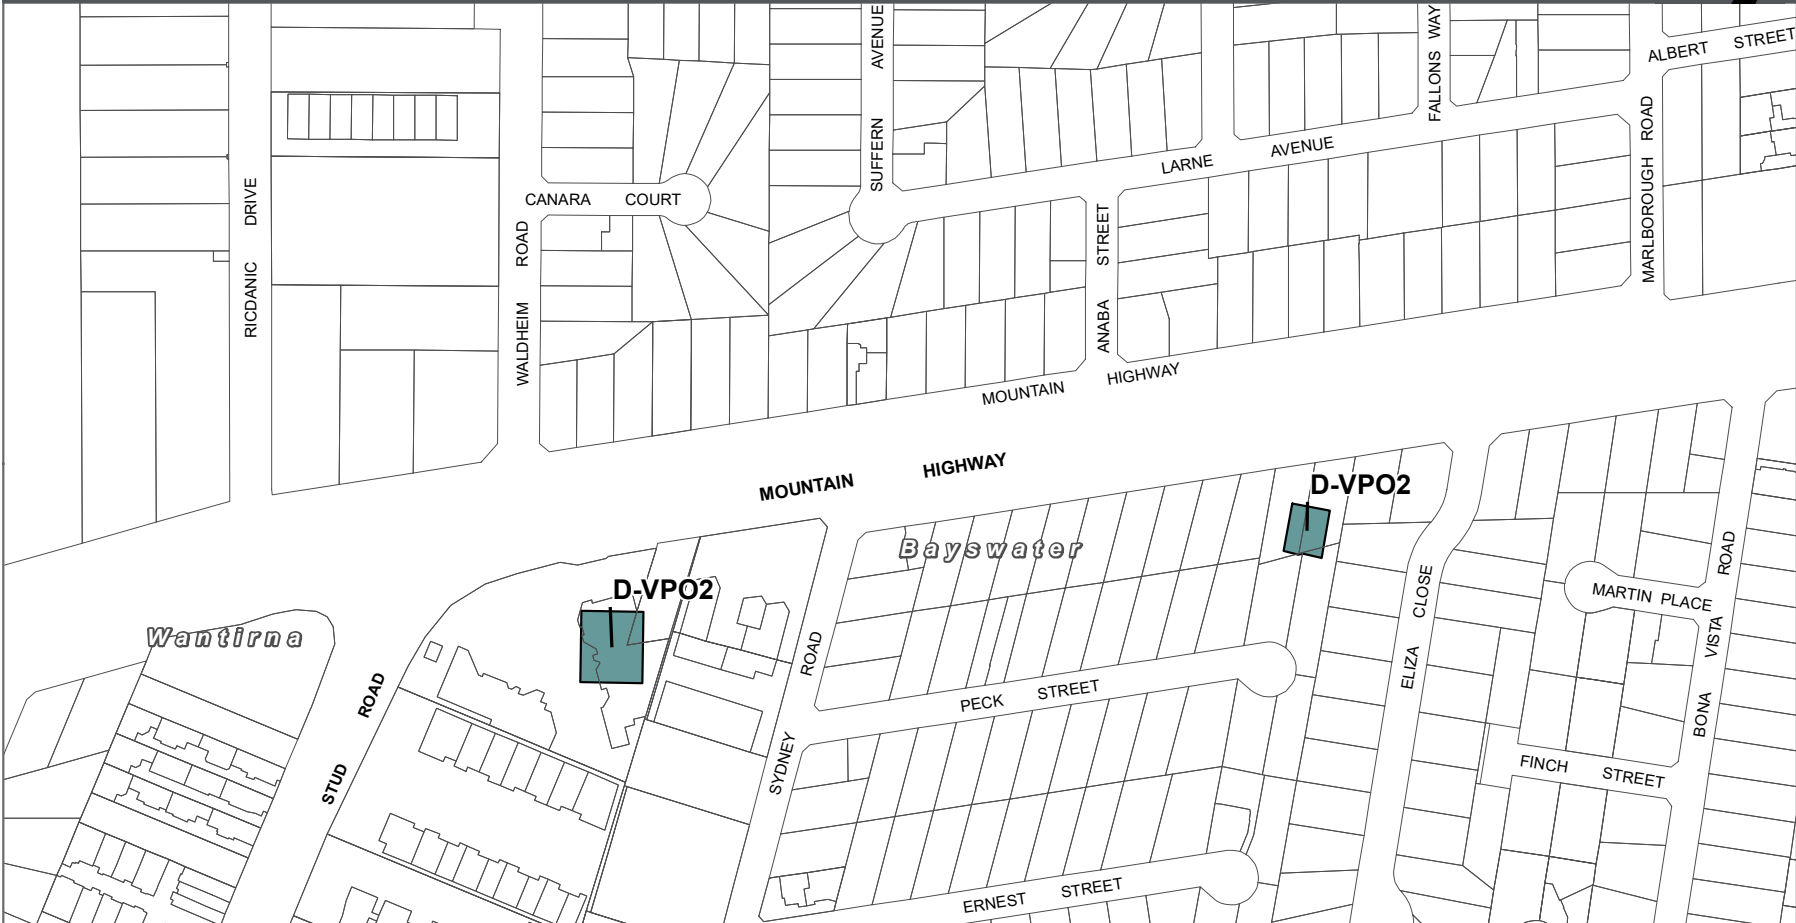 SUFFERN AVENUE
FALLONS WAY
ALBERT STREET
MARLBOROUGH ROAD
LARNE AVENUE
RICDANIC DRIVE
CANARA COURT
WALDHEIM ROAD
ANABA STREET
MOUNTAIN HIGHWAY
MOUNTAIN HIGHWAY
D-VPO2
Bayswater
D-VPO2
Wantirna
STUD ROAD
SYDNEY ROAD
PECK STREET
ELIZA CLOSE
MARTIN PLACE
BONA VISTA ROAD
FINCH STREET
ERNEST STREET